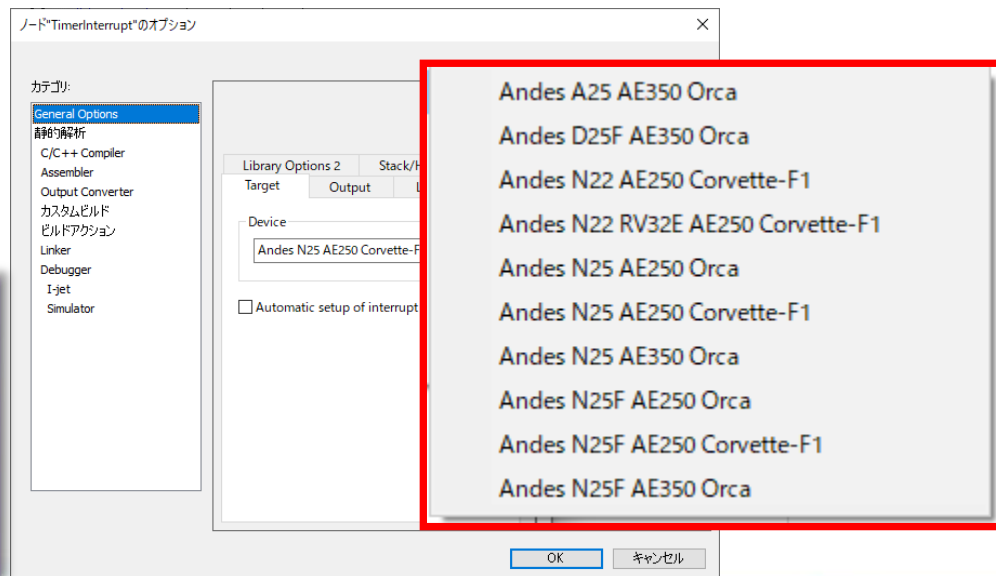 ノード"TimerInterrupt"のオプション
カテゴリ:
General Options
静的解析
C/C++ Compiler
Assembler
Output Converter
カスタムビルド
ビルドアクション
Linker
Debugger
I-jet
Simulator
Library Options 2
Stack/H
Target
Output
Device
Andes N25 AE250 Corvette-F
Automatic setup of interrupt
Andes A25 AE350 Orca
Andes D25F AE350 Orca
Andes N22 AE250 Corvette-F1
Andes N22 RV32E AE250 Corvette-F1
Andes N25 AE250 Orca
Andes N25 AE250 Corvette-F1
Andes N25 AE350 Orca
Andes N25F AE250 Orca
Andes N25F AE250 Corvette-F1
Andes N25F AE350 Orca
OK
キャンセル